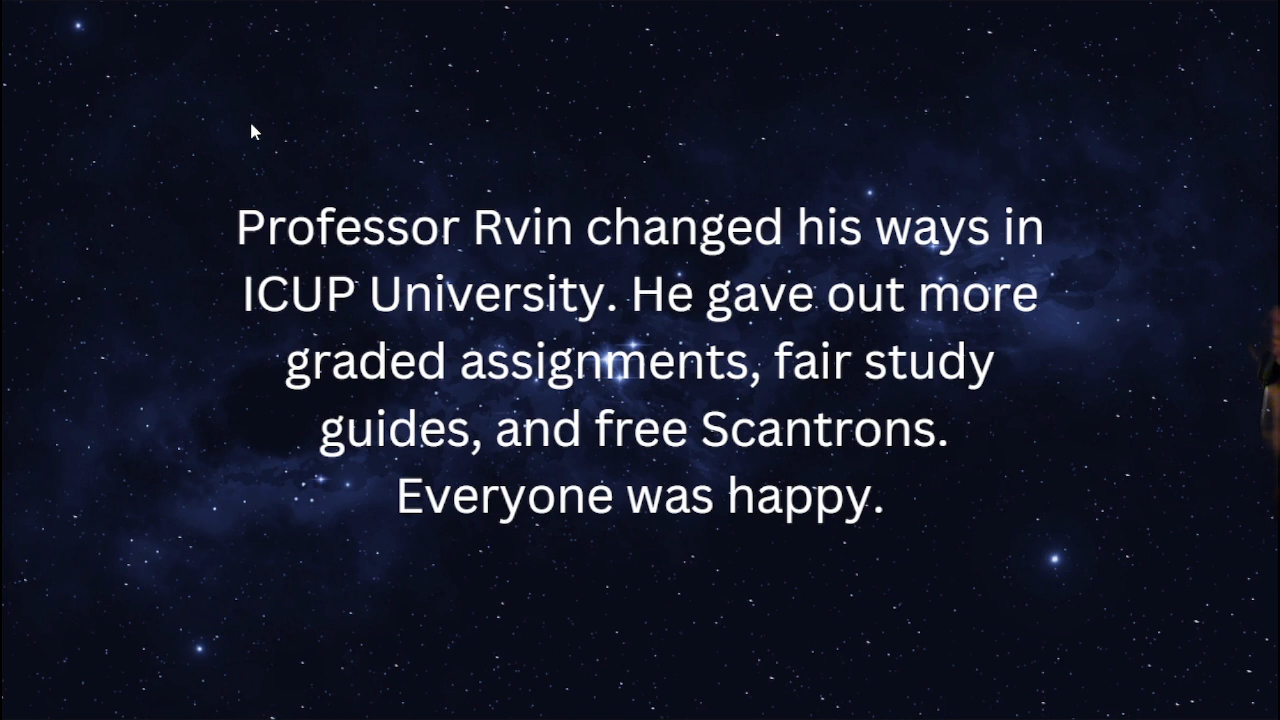 Professor Rvin changed his ways in
ICUP University. He gave out more
graded assignments, fair study
guides, and free Scantrons.
Everyone was happy.